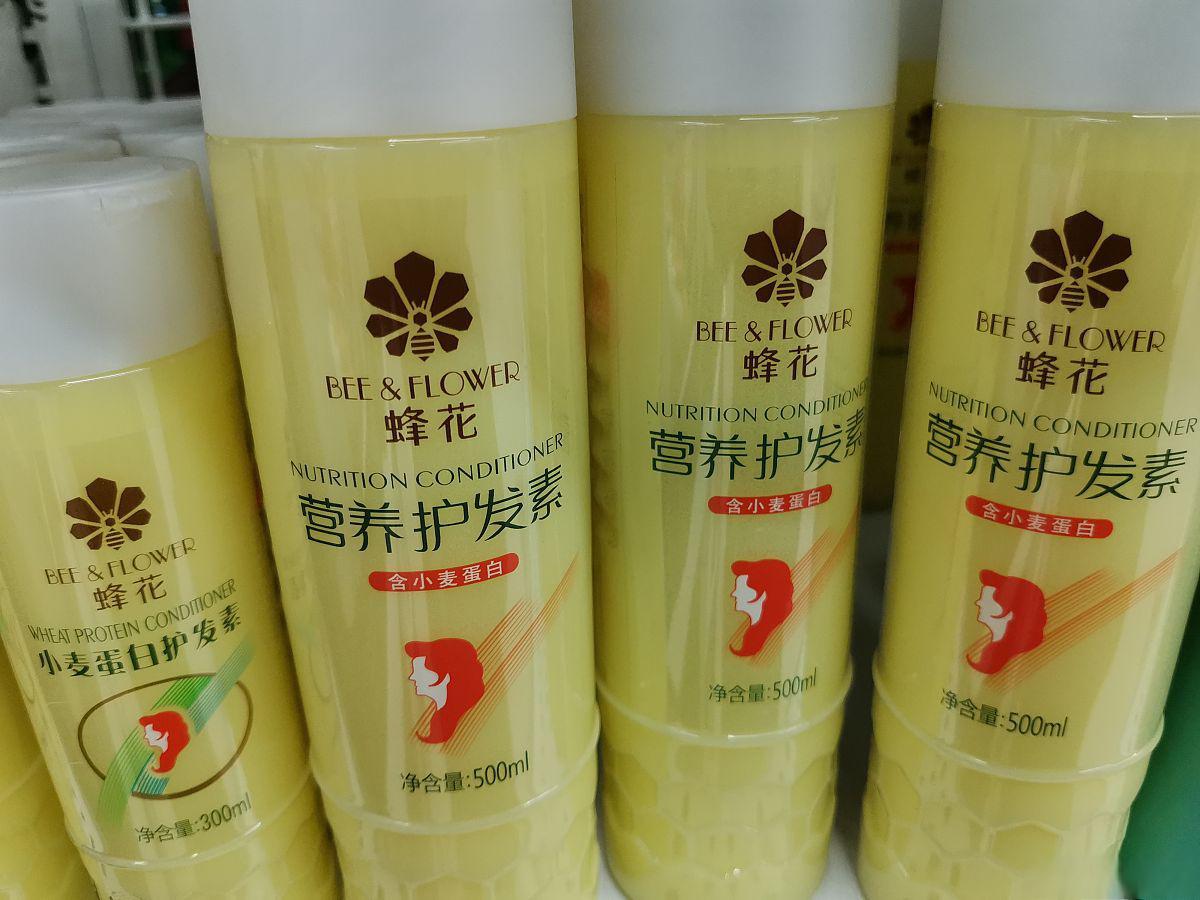 BEE & FLOWER
蜂花
WHEAT PROTEIN CONDITIONER
小麦蛋白护发素
净含量:300ml
BEE & FLOWER
蜂花
NUTRITION CONDITIONER
营养护发素
含小麦蛋白
净含量:500ml
BEE & FLOWER
蜂花
NUTRITION CONDITIONER
营养护发素
含小麦蛋白
净含量:500ml
BEE & FLOWER
蜂花
NUTRITION CONDITIONER
营养护发素
含小麦蛋白
净含量:500ml